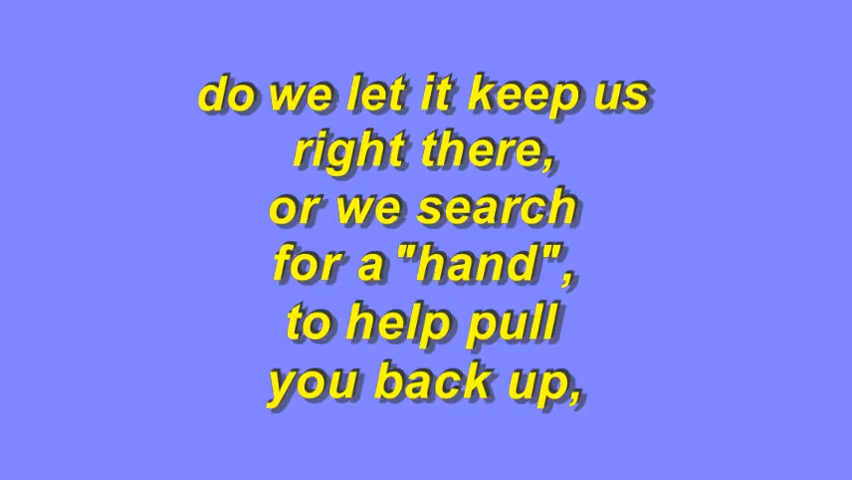 do we let it keep us
right there,
or we search
for a "hand",
to help pull
you back up,